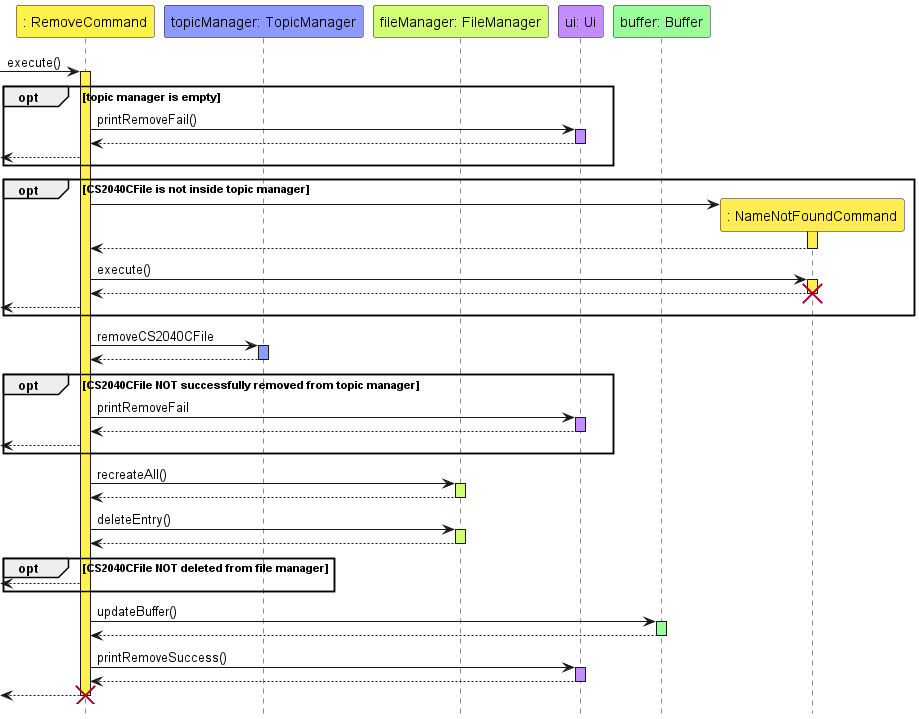 : RemoveCommand
topicManager: TopicManager
fileManager: FileManager
ui: Ui
buffer: Buffer
execute()
opt [topic manager is empty]
printRemoveFail()
opt [CS2040CFile is not inside topic manager]
: NameNotFoundCommand
execute()
removeCS2040CFile
opt [CS2040CFile NOT successfully removed from topic manager]
printRemoveFail
recreateAll()
deleteEntry()
opt [CS2040CFile NOT deleted from file manager]
updateBuffer()
printRemoveSuccess()